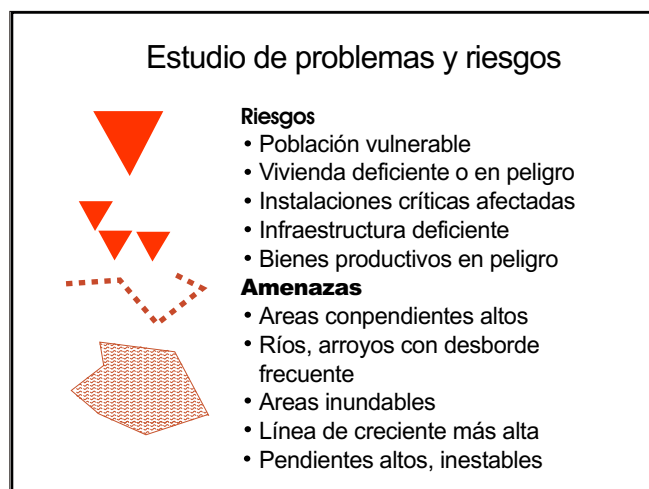 Estudio de problemas y riesgos
Riesgos
• Población vulnerable
• Vivienda deficiente o en peligro
• Instalaciones críticas afectadas
• Infraestructura deficiente
• Bienes productivos en peligro
Amenazas
• Areas conpendientes altos
• Ríos, arroyos con desborde
frecuente
• Areas inundables
• Línea de creciente más alta
• Pendientes altos, inestables